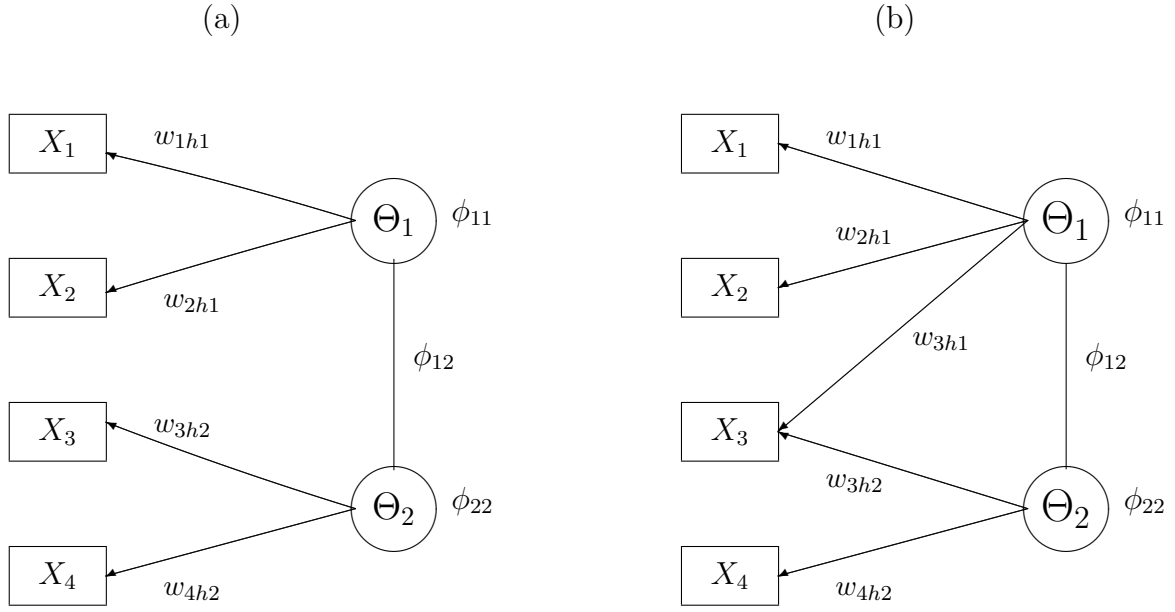 (a)
X₁
w₁ₕ₁
Θ₁
ϕ₁₁
X₂
w₂ₕ₁
ϕ₁₂
X₃
w₃ₕ₂
Θ₂
ϕ₂₂
X₄
w₄ₕ₂
(b)
X₁
w₁ₕ₁
Θ₁
ϕ₁₁
w₂ₕ₁
X₂
w₃ₕ₁
ϕ₁₂
X₃
w₃ₕ₂
Θ₂
ϕ₂₂
X₄
w₄ₕ₂